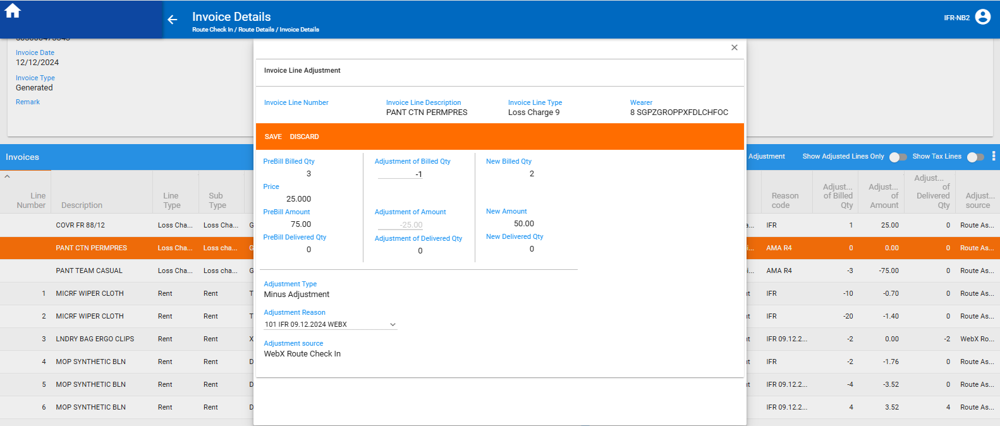 Invoice Details
Route Check In / Route Details / Invoice Details
IFR-NB2
Invoice Date
12/12/2024
Invoice Type
Generated
Remark
Invoice Line Adjustment
Invoice Line Number
Invoice Line Description
PANT CTN PERMPRES
Invoice Line Type
Loss Charge 9
Wearer
8 SGPZGROPPXFDLCHFOC
SAVE DISCARD
PreBill Billed Qty
3
Price
25.000
PreBill Amount
75.00
PreBill Delivered Qty
0
Adjustment of Billed Qty
-1
Adjustment of Amount
-25.00
Adjustment of Delivered Qty
0
New Billed Qty
2
New Amount
50.00
New Delivered Qty
0
Adjustment Type
Minus Adjustment
Adjustment Reason
101 IFR 09.12.2024 WEBX
Adjustment source
WebX Route Check In
Invoices
Adjustment Show Adjusted Lines Only Show Tax Lines
Line Number
Description
Line Type
Sub Type
Reason code
Adjust... of Billed Qty
Adjust... of Amount
Adjust... of Delivered Qty
Adjust... source
COVR FR 88/12 Loss Cha... Loss Cha... G a... IFR 1 25.00 0 Route As...
PANT CTN PERMPRES Loss Cha... Loss cha... G i... AMA R4 0 0.00 0 Route As...
PANT TEAM CASUAL Loss Cha... Loss cha... G i... AMA R4 -3 -75.00 0 Route As...
1 MICRF WIPER CLOTH Rent Rent T t IFR -10 -0.70 0 Route As...
2 MICRF WIPER CLOTH Rent Rent T t IFR -20 -1.40 0 Route As...
3 LNDRY BAG ERGO CLIPS Rent Rent X t IFR 09.12.2... -2 0.00 -2 WebX Ro...
4 MOP SYNTHETIC BLN Rent Rent D t IFR -2 -1.76 0 Route As...
5 MOP SYNTHETIC BLN Rent Rent D t IFR 09.12.2... -4 -3.52 0 Route As...
6 MOP SYNTHETIC BLN Rent Rent D t IFR 09.12.2... 4 3.52 4 Route As...